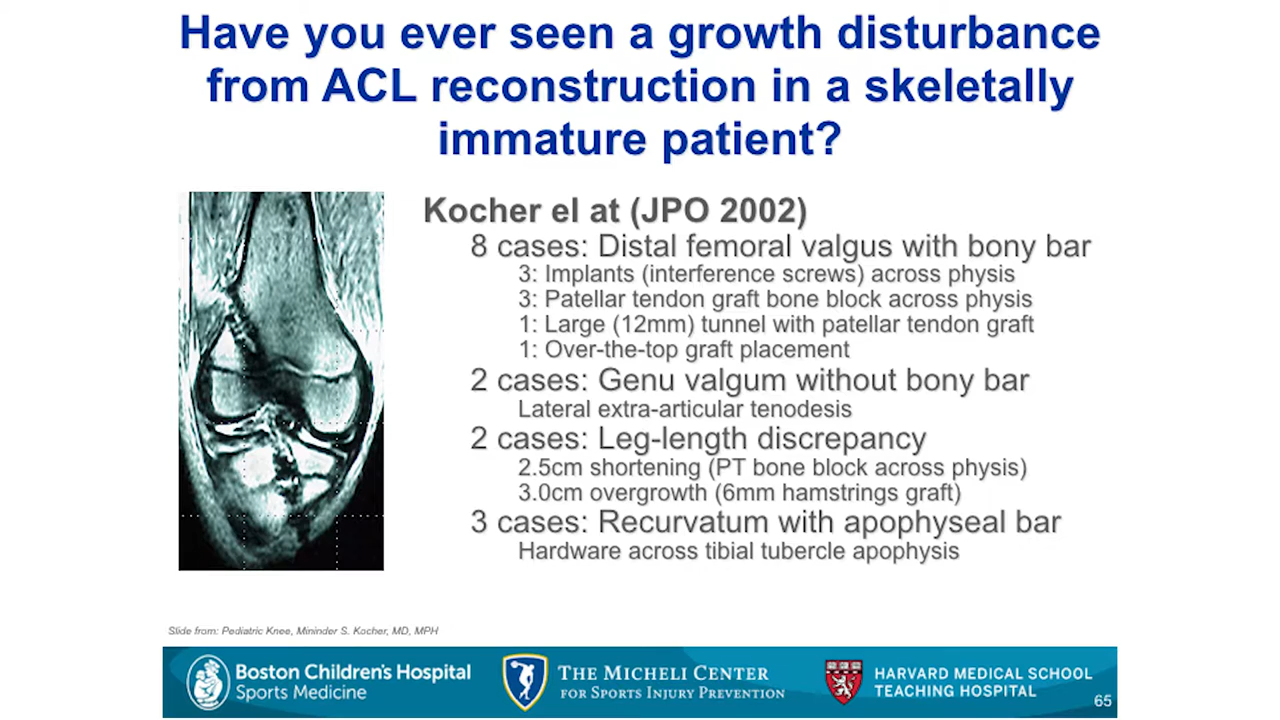 Have you ever seen a growth disturbance
from ACL reconstruction in a skeletally
immature patient?
Kocher el at (JPO 2002)
8 cases: Distal femoral valgus with bony bar
3: Implants (interference screws) across physis
3: Patellar tendon graft bone block across physis
1: Large (12mm) tunnel with patellar tendon graft
1: Over-the-top graft placement
2 cases: Genu valgum without bony bar
Lateral extra-articular tenodesis
2 cases: Leg-length discrepancy
2.5cm shortening (PT bone block across physis)
3.0cm overgrowth (6mm hamstrings graft)
3 cases: Recurvatum with apophyseal bar
Hardware across tibial tubercle apophysis
Slide from: Pediatric Knee, Mininder S. Kocher, MD, MPH
Boston Children's Hospital
Sports Medicine
THE MICHELI CENTER
FOR SPORTS INJURY PREVENTION
HARVARD MEDICAL SCHOOL
TEACHING HOSPITAL
65